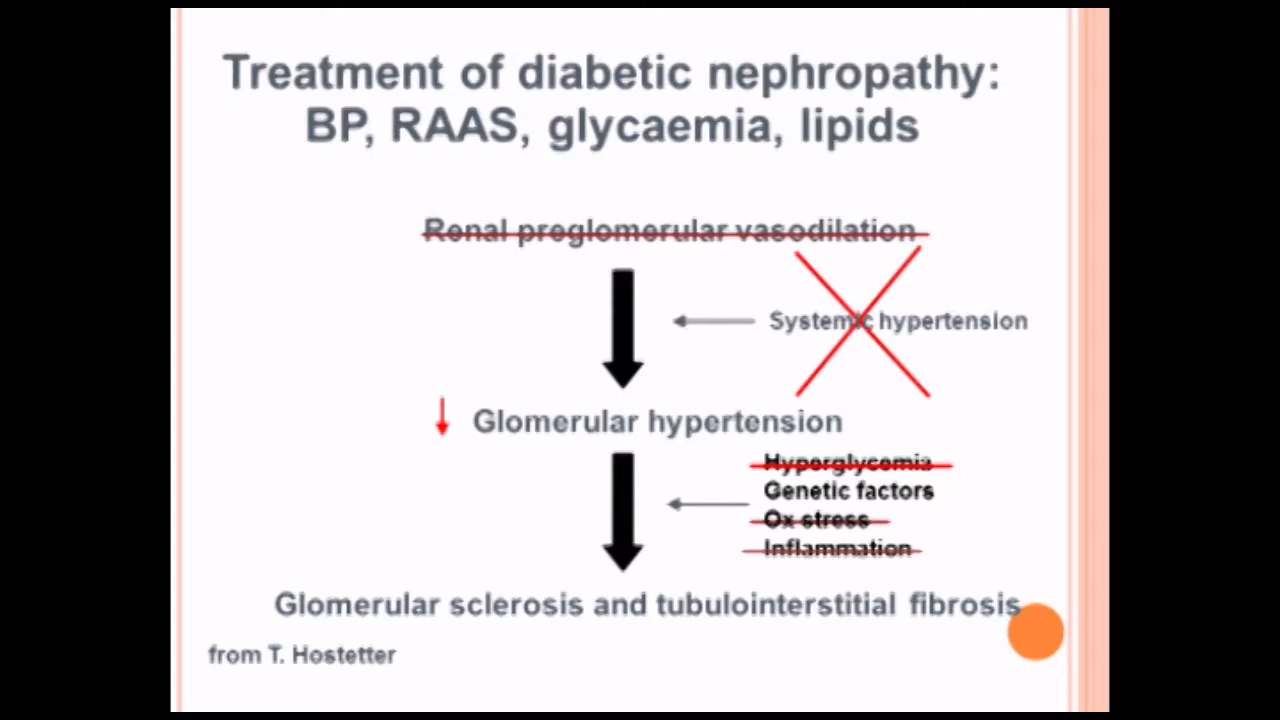 Treatment of diabetic nephropathy:
BP, RAAS, glycaemia, lipids
Renal preglomerular vasodilation
Systemic hypertension
Glomerular hypertension
Hyperglycemia
Genetic factors
Ox stress
Inflammation
Glomerular sclerosis and tubulointerstitial fibrosis
from T. Hostetter